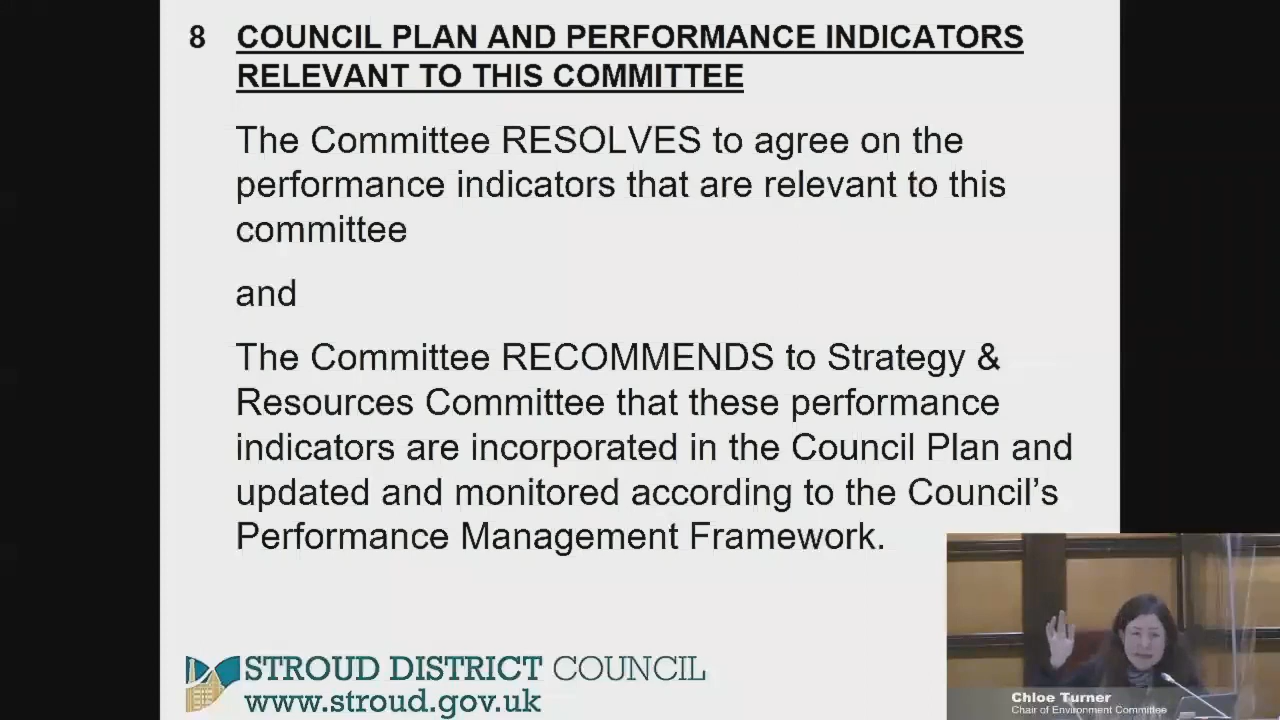 8 COUNCIL PLAN AND PERFORMANCE INDICATORS
RELEVANT TO THIS COMMITTEE
The Committee RESOLVES to agree on the
performance indicators that are relevant to this
committee
and
The Committee RECOMMENDS to Strategy &
Resources Committee that these performance
indicators are incorporated in the Council Plan and
updated and monitored according to the Council’s
Performance Management Framework.
STROUD DISTRICT COUNCIL
www.stroud.gov.uk
Chloe Turner
Chair of Environment Committee